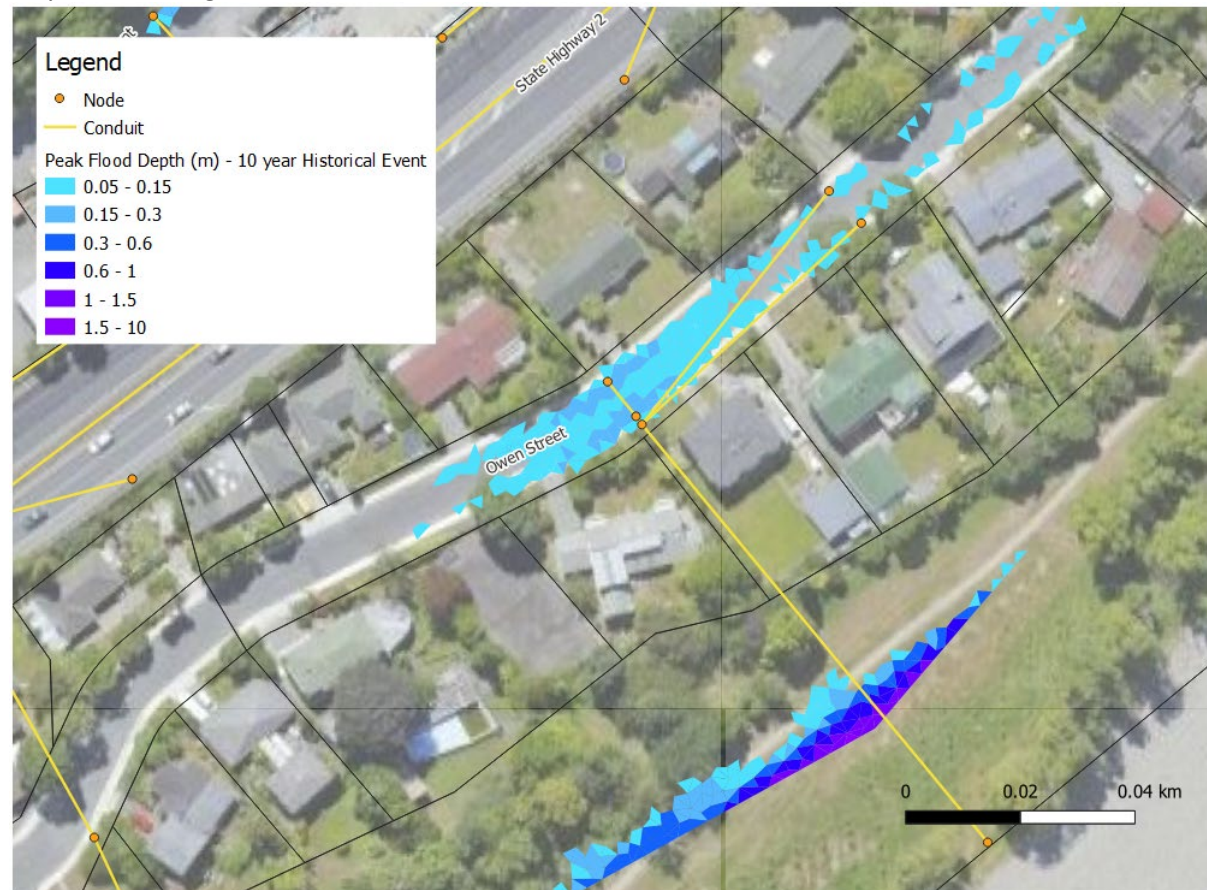 Legend
Node
Conduit
Peak Flood Depth (m) - 10 year Historical Event
0.05 - 0.15
0.15 - 0.3
0.3 - 0.6
0.6 - 1
1 - 1.5
1.5 - 10
State Highway 2
Owen Street
0 0.02 0.04 km